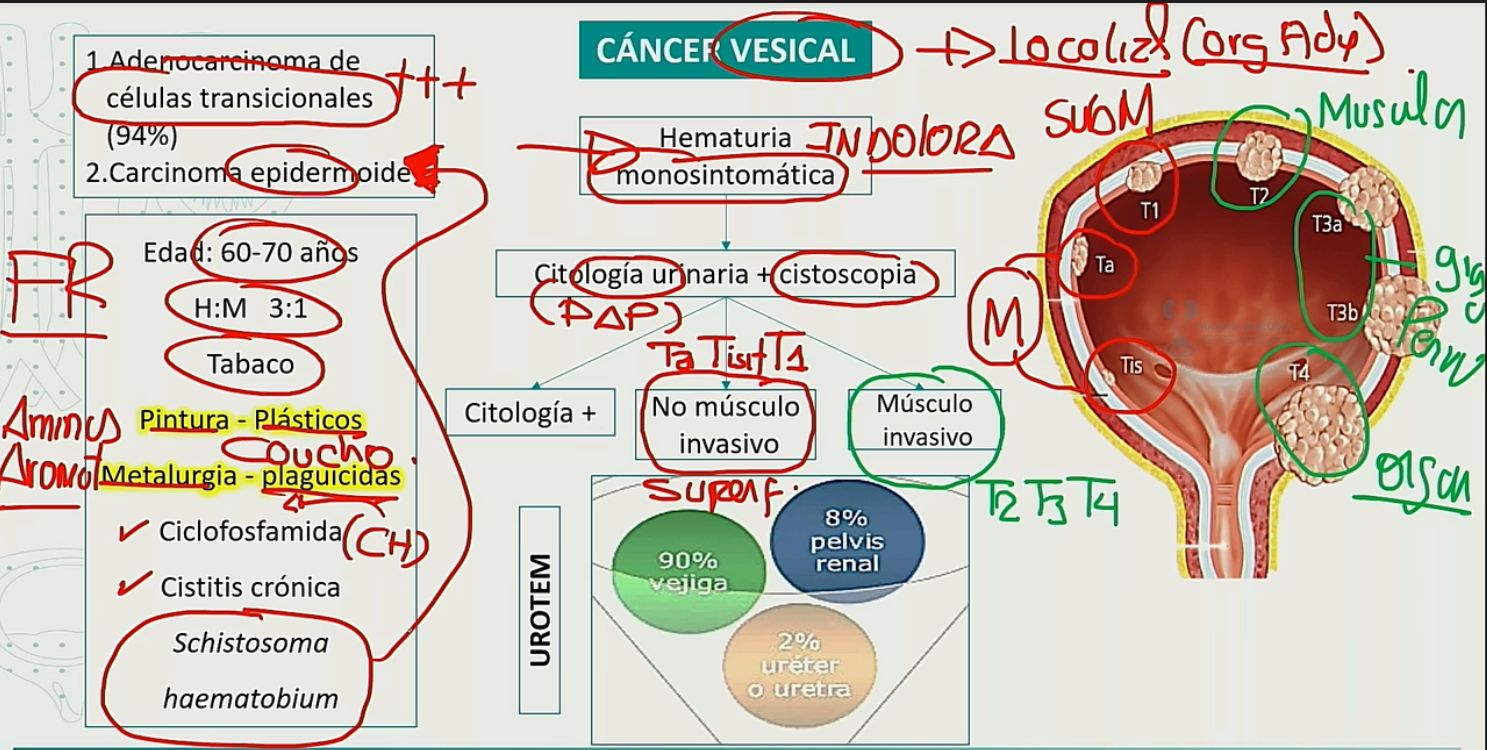 CÁNCER VESICAL
Localiz (org Ady)
1.Adenocarcinoma de
células transicionales
(94%)
2.Carcinoma epidermoide
+++
Hematuria
monosintomática
INDOLORA
FR
Edad: 60-70 años
H:M 3:1
Tabaco
Aminas
Aromat
Pintura - Plásticos
Caucho
Metalurgia - plaguicidas
Ciclofosfamida
(CH)
Cistitis crónica
Schistosoma
haematobium
Citología urinaria + cistoscopia
(PAP)
Ta Tis T1
Citología +
No músculo
invasivo
Superf.
Músculo
invasivo
T2 T3 T4
UROTEM
90%
vejiga
8%
pelvis
renal
2%
uréter
o uretra
SubM
Muscular
T1
T2
T3a
Ta
M
T3b
Tis
T4